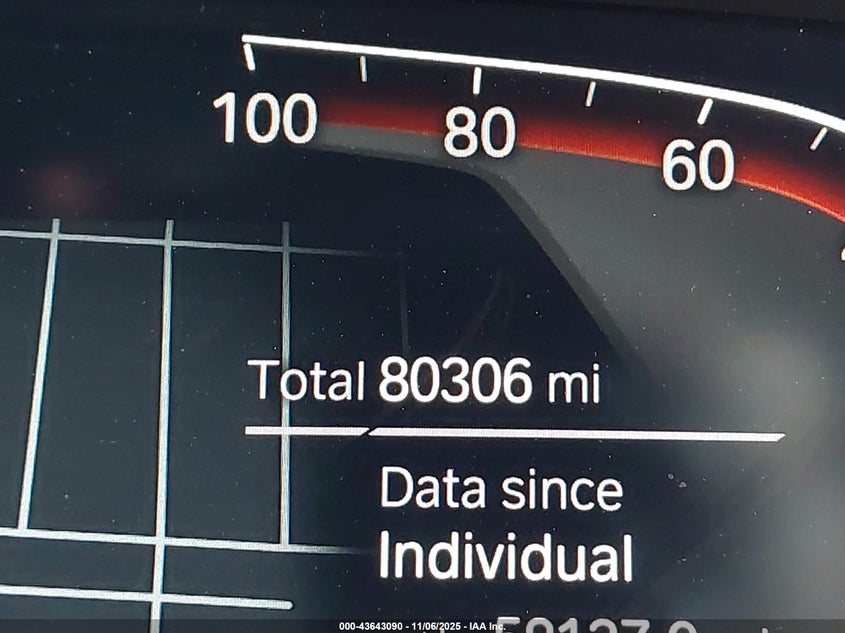 100
80
60
Total 80306 mi
Data since
Individual
000-43643090 - 11/06/2025 - IAA Inc.